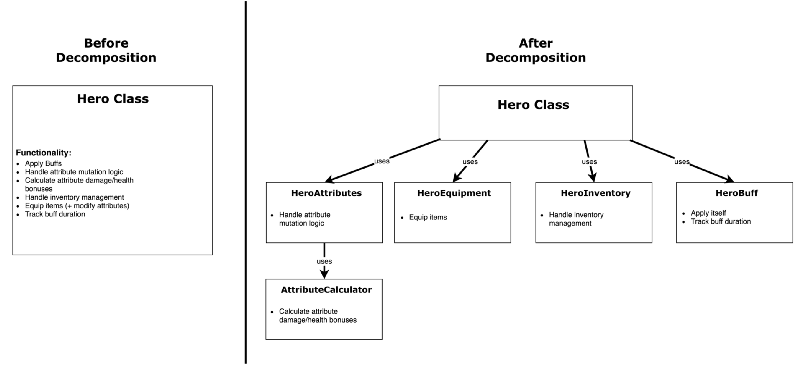 Before
Decomposition
Hero Class
Functionality:
Apply Buffs
Handle attribute mutation logic
Calculate attribute damage/health
bonuses
Handle inventory management
Equip items (+ modify attributes)
Track buff duration
After
Decomposition
Hero Class
uses
uses
uses
uses
HeroAttributes
Handle attribute
mutation logic
HeroEquipment
Equip items
HeroInventory
Handle inventory
management
HeroBuff
Apply itself
Track buff duration
uses
AttributeCalculator
Calculate attribute
damage/health bonuses